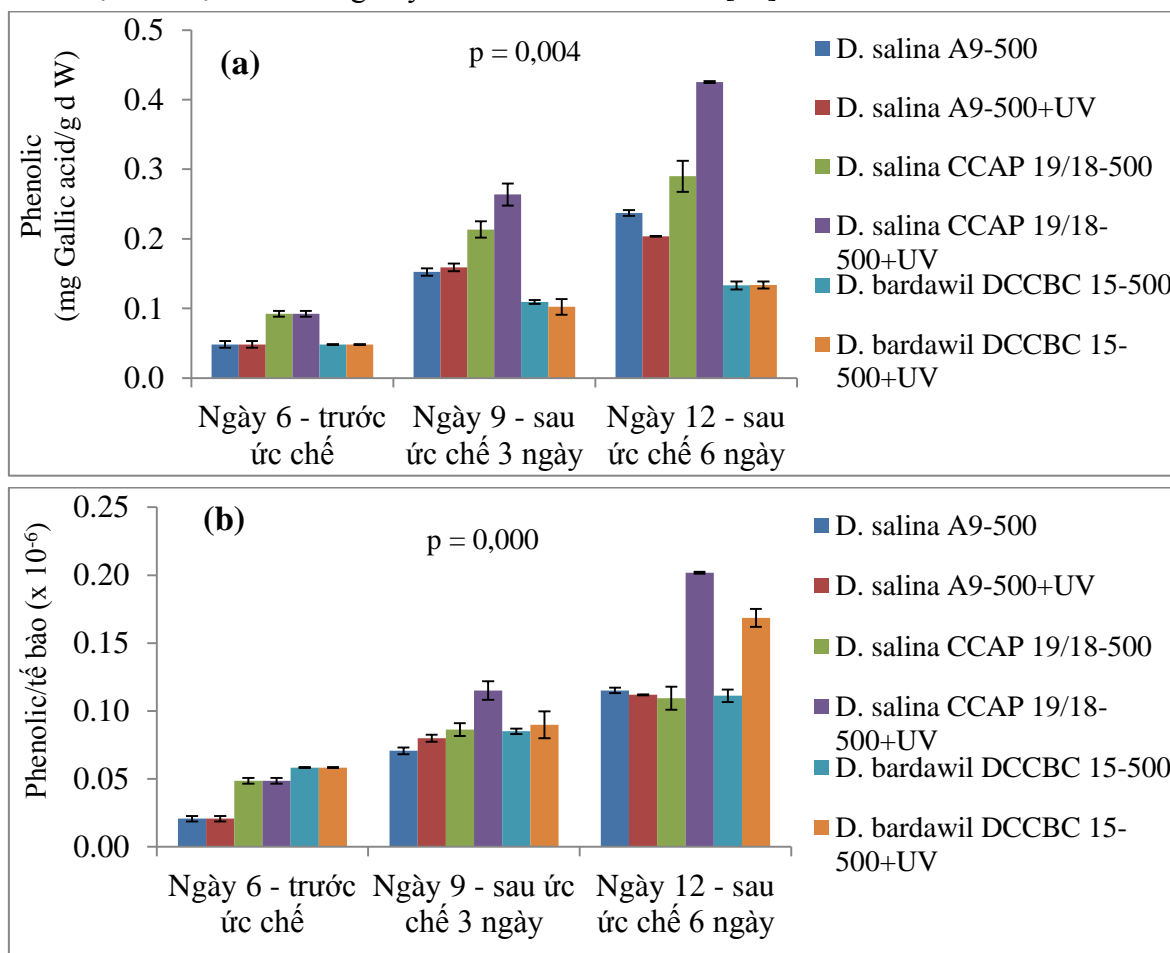 (a)
p = 0,004
Phenolic
(mg Gallic acid/g d W)
0.5
0.4
0.3
0.2
0.1
0.0
Ngày 6 - trước
ức chế
Ngày 9 - sau
ức chế 3 ngày
Ngày 12 - sau
ức chế 6 ngày
D. salina A9-500
D. salina A9-500+UV
D. salina CCAP 19/18-500
D. salina CCAP 19/18-
500+UV
D. bardawil DCCBC 15-500
D. bardawil DCCBC 15-
500+UV
(b)
p = 0,000
Phenolic/tế bào (x 10⁻⁶)
0.25
0.20
0.15
0.10
0.05
0.00
Ngày 6 - trước
ức chế
Ngày 9 - sau ức
chế 3 ngày
Ngày 12 - sau
ức chế 6 ngày
D. salina A9-500
D. salina A9-500+UV
D. salina CCAP 19/18-500
D. salina CCAP 19/18-
500+UV
D. bardawil DCCBC 15-500
D. bardawil DCCBC 15-
500+UV